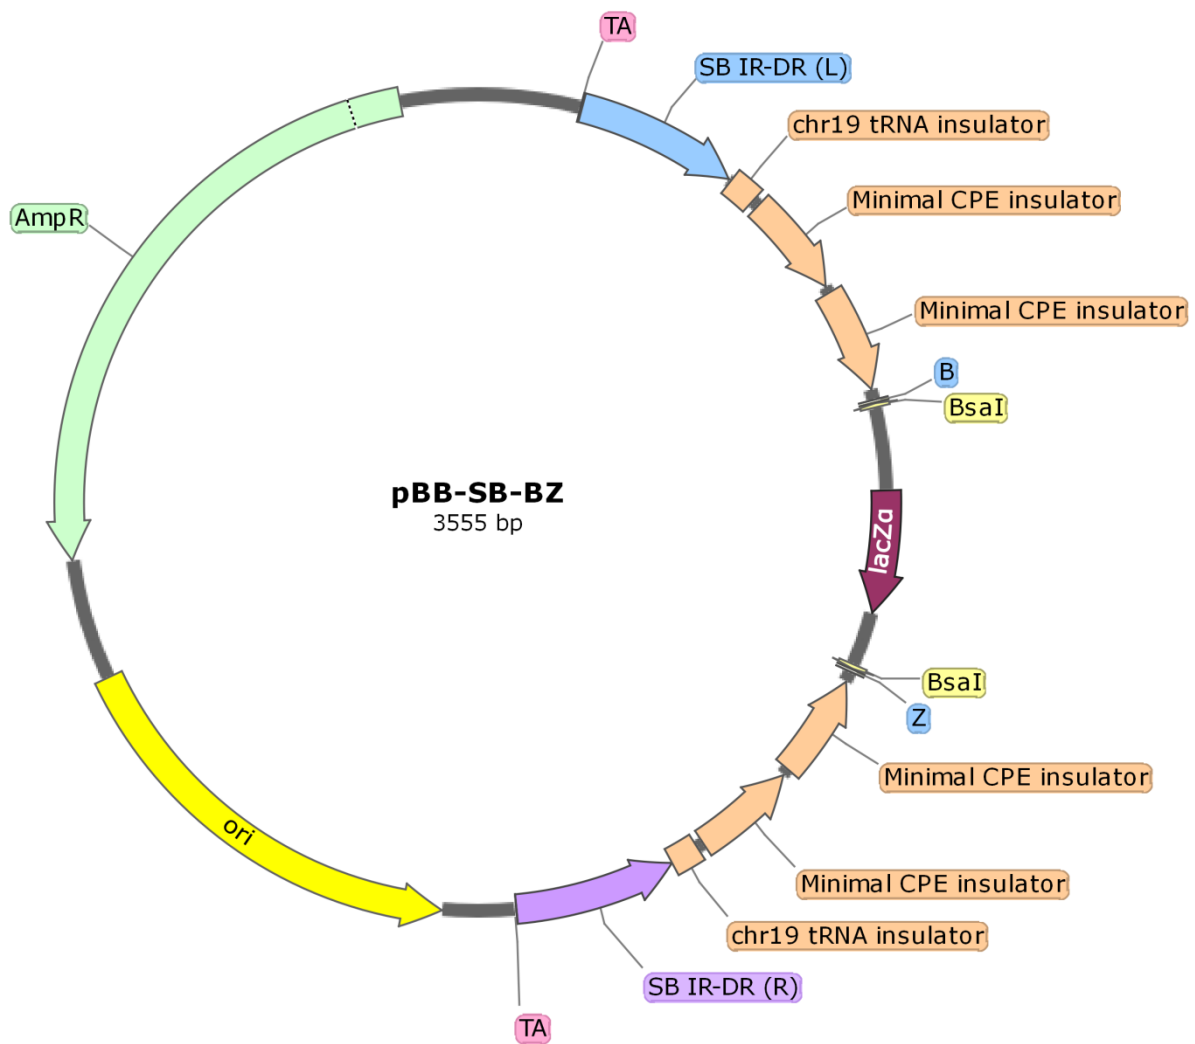 TA
SB IR-DR (L)
chr19 tRNA insulator
Minimal CPE insulator
Minimal CPE insulator
B
BsaI
lacZα
BsaI
Z
Minimal CPE insulator
Minimal CPE insulator
chr19 tRNA insulator
SB IR-DR (R)
TA
ori
AmpR
pBB-SB-BZ
3555 bp